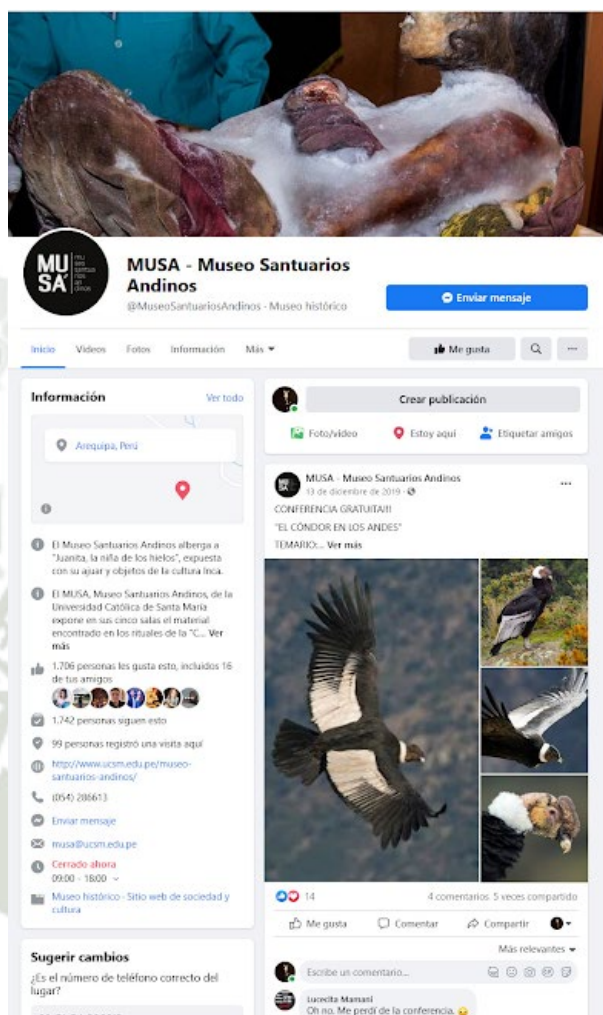 MUSA
museo
santua
rios
an
dinos
MUSA - Museo Santuarios
Andinos
@MuseoSantuariosAndinos · Museo histórico
Enviar mensaje
Inicio
Videos
Fotos
Información
Más
Me gusta
Información
Ver todo
Arequipa, Perú
El Museo Santuarios Andinos alberga a
"Juanita, la niña de los hielos", expuesta
con su ajuar y objetos de la cultura Inca.
El MUSA, Museo Santuarios Andinos, de la
Universidad Católica de Santa María
expone en sus cinco salas el material
encontrado en los rituales de la "C... Ver
más
1.706 personas les gusta esto, incluidos 16
de tus amigos
1.742 personas siguen esto
99 personas registró una visita aquí
http://www.ucsm.edu.pe/museo-
santuarios-andinos/
(054) 286613
Enviar mensaje
musa@ucsm.edu.pe
Cerrado ahora
09:00 - 18:00
Museo histórico · Sitio web de sociedad y
cultura
Sugerir cambios
¿Es el número de teléfono correcto del
lugar?
Crear publicación
Foto/video
Estoy aquí
Etiquetar amigos
MUSA - Museo Santuarios Andinos
13 de diciembre de 2019 ·
CONFERENCIA GRATUITA!!!
"EL CÓNDOR EN LOS ANDES"
TEMARIO:... Ver más
14
4 comentarios 5 veces compartido
Me gusta
Comentar
Compartir
Más relevantes
Escribe un comentario...
Lucecita Mamani
Oh no. Me perdí de la conferencia.